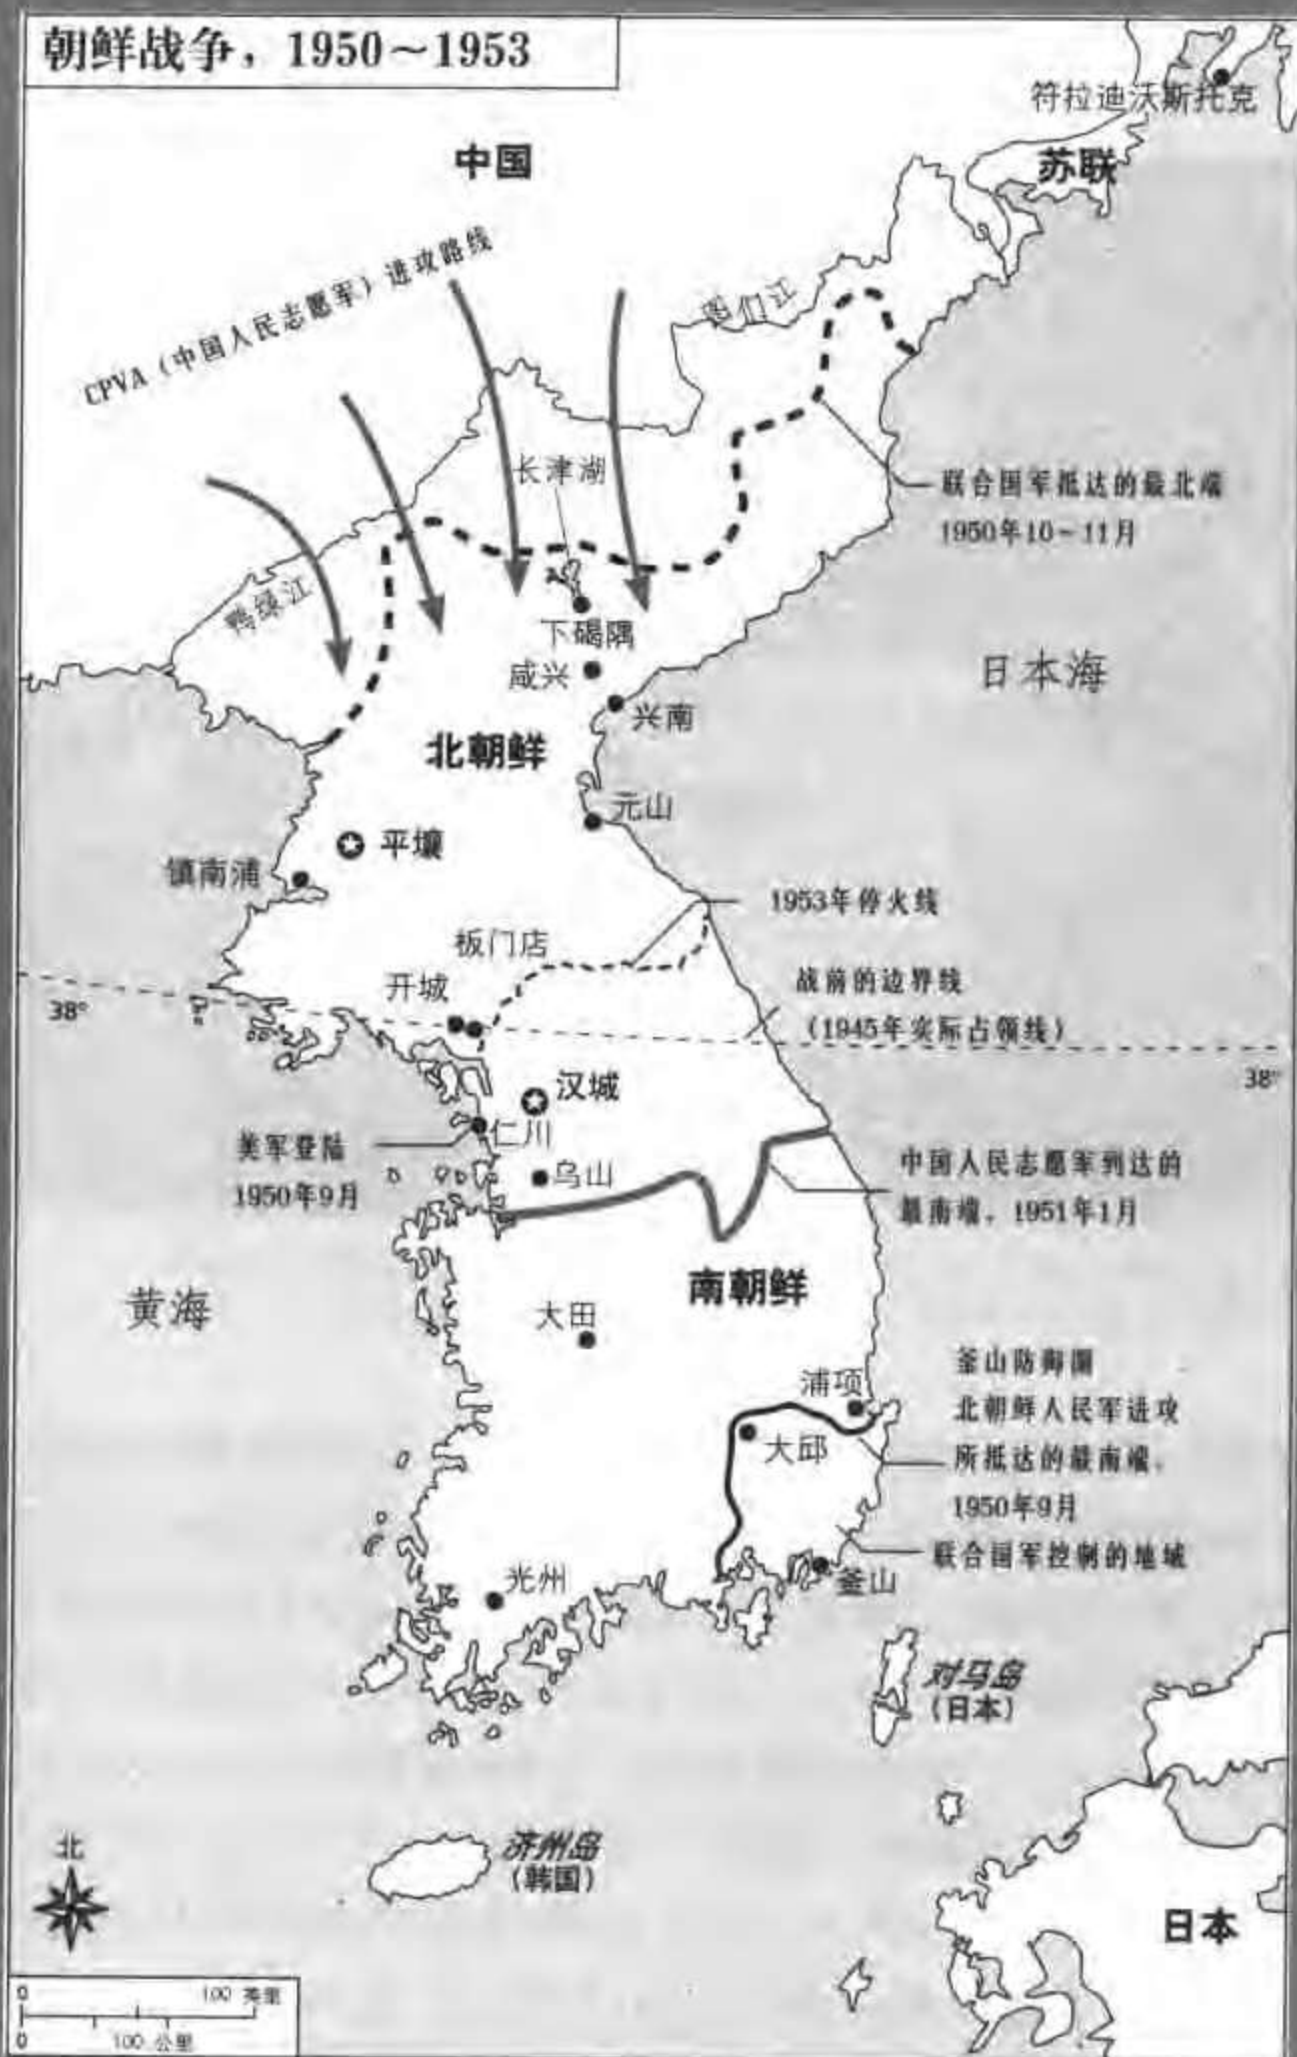 朝鲜战争，1950～1953
符拉迪沃斯托克
中国
苏联
CPVA（中国人民志愿军）进攻路线
图们江
长津湖
联合国军抵达的最北端
1950年10－11月
鸭绿江
下碣隅
咸兴
日本海
兴南
北朝鲜
元山
平壤
镇南浦
1953年停火线
板门店
战前的边界线
开城
38°
（1945年实际占领线）
38°
汉城
仁川
美军登陆
1950年9月
乌山
中国人民志愿军到达的
最南端，1951年1月
南朝鲜
黄海
大田
釜山防御圈
浦项
北朝鲜人民军进攻
大邱
所抵达的最南端，
1950年9月
联合国军控制的地域
光州
釜山
对马岛
(日本)
北
济州岛
(韩国)
日本
0 100 英里
0 100 公里